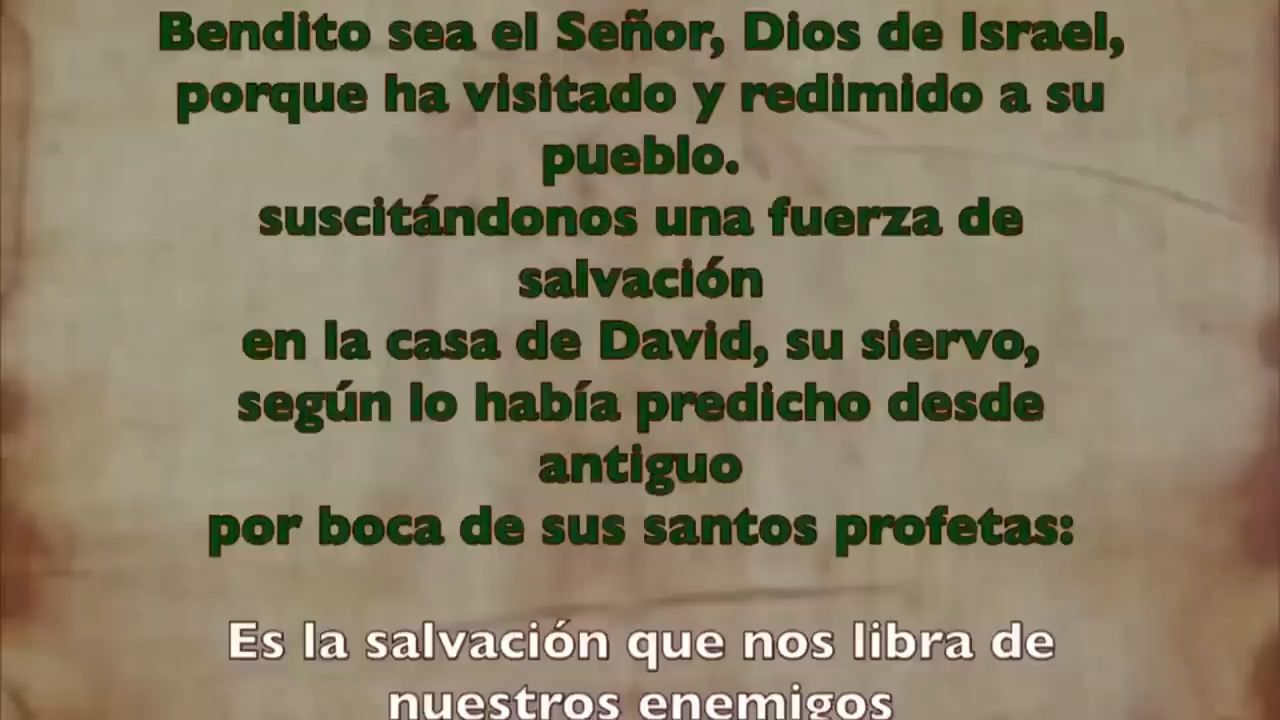 Bendito sea el Señor, Dios de Israel,
porque ha visitado y redimido a su
pueblo.
suscitándonos una fuerza de
salvación
en la casa de David, su siervo,
según lo había predicho desde
antiguo
por boca de sus santos profetas:
Es la salvación que nos libra de
nuestros enemigos